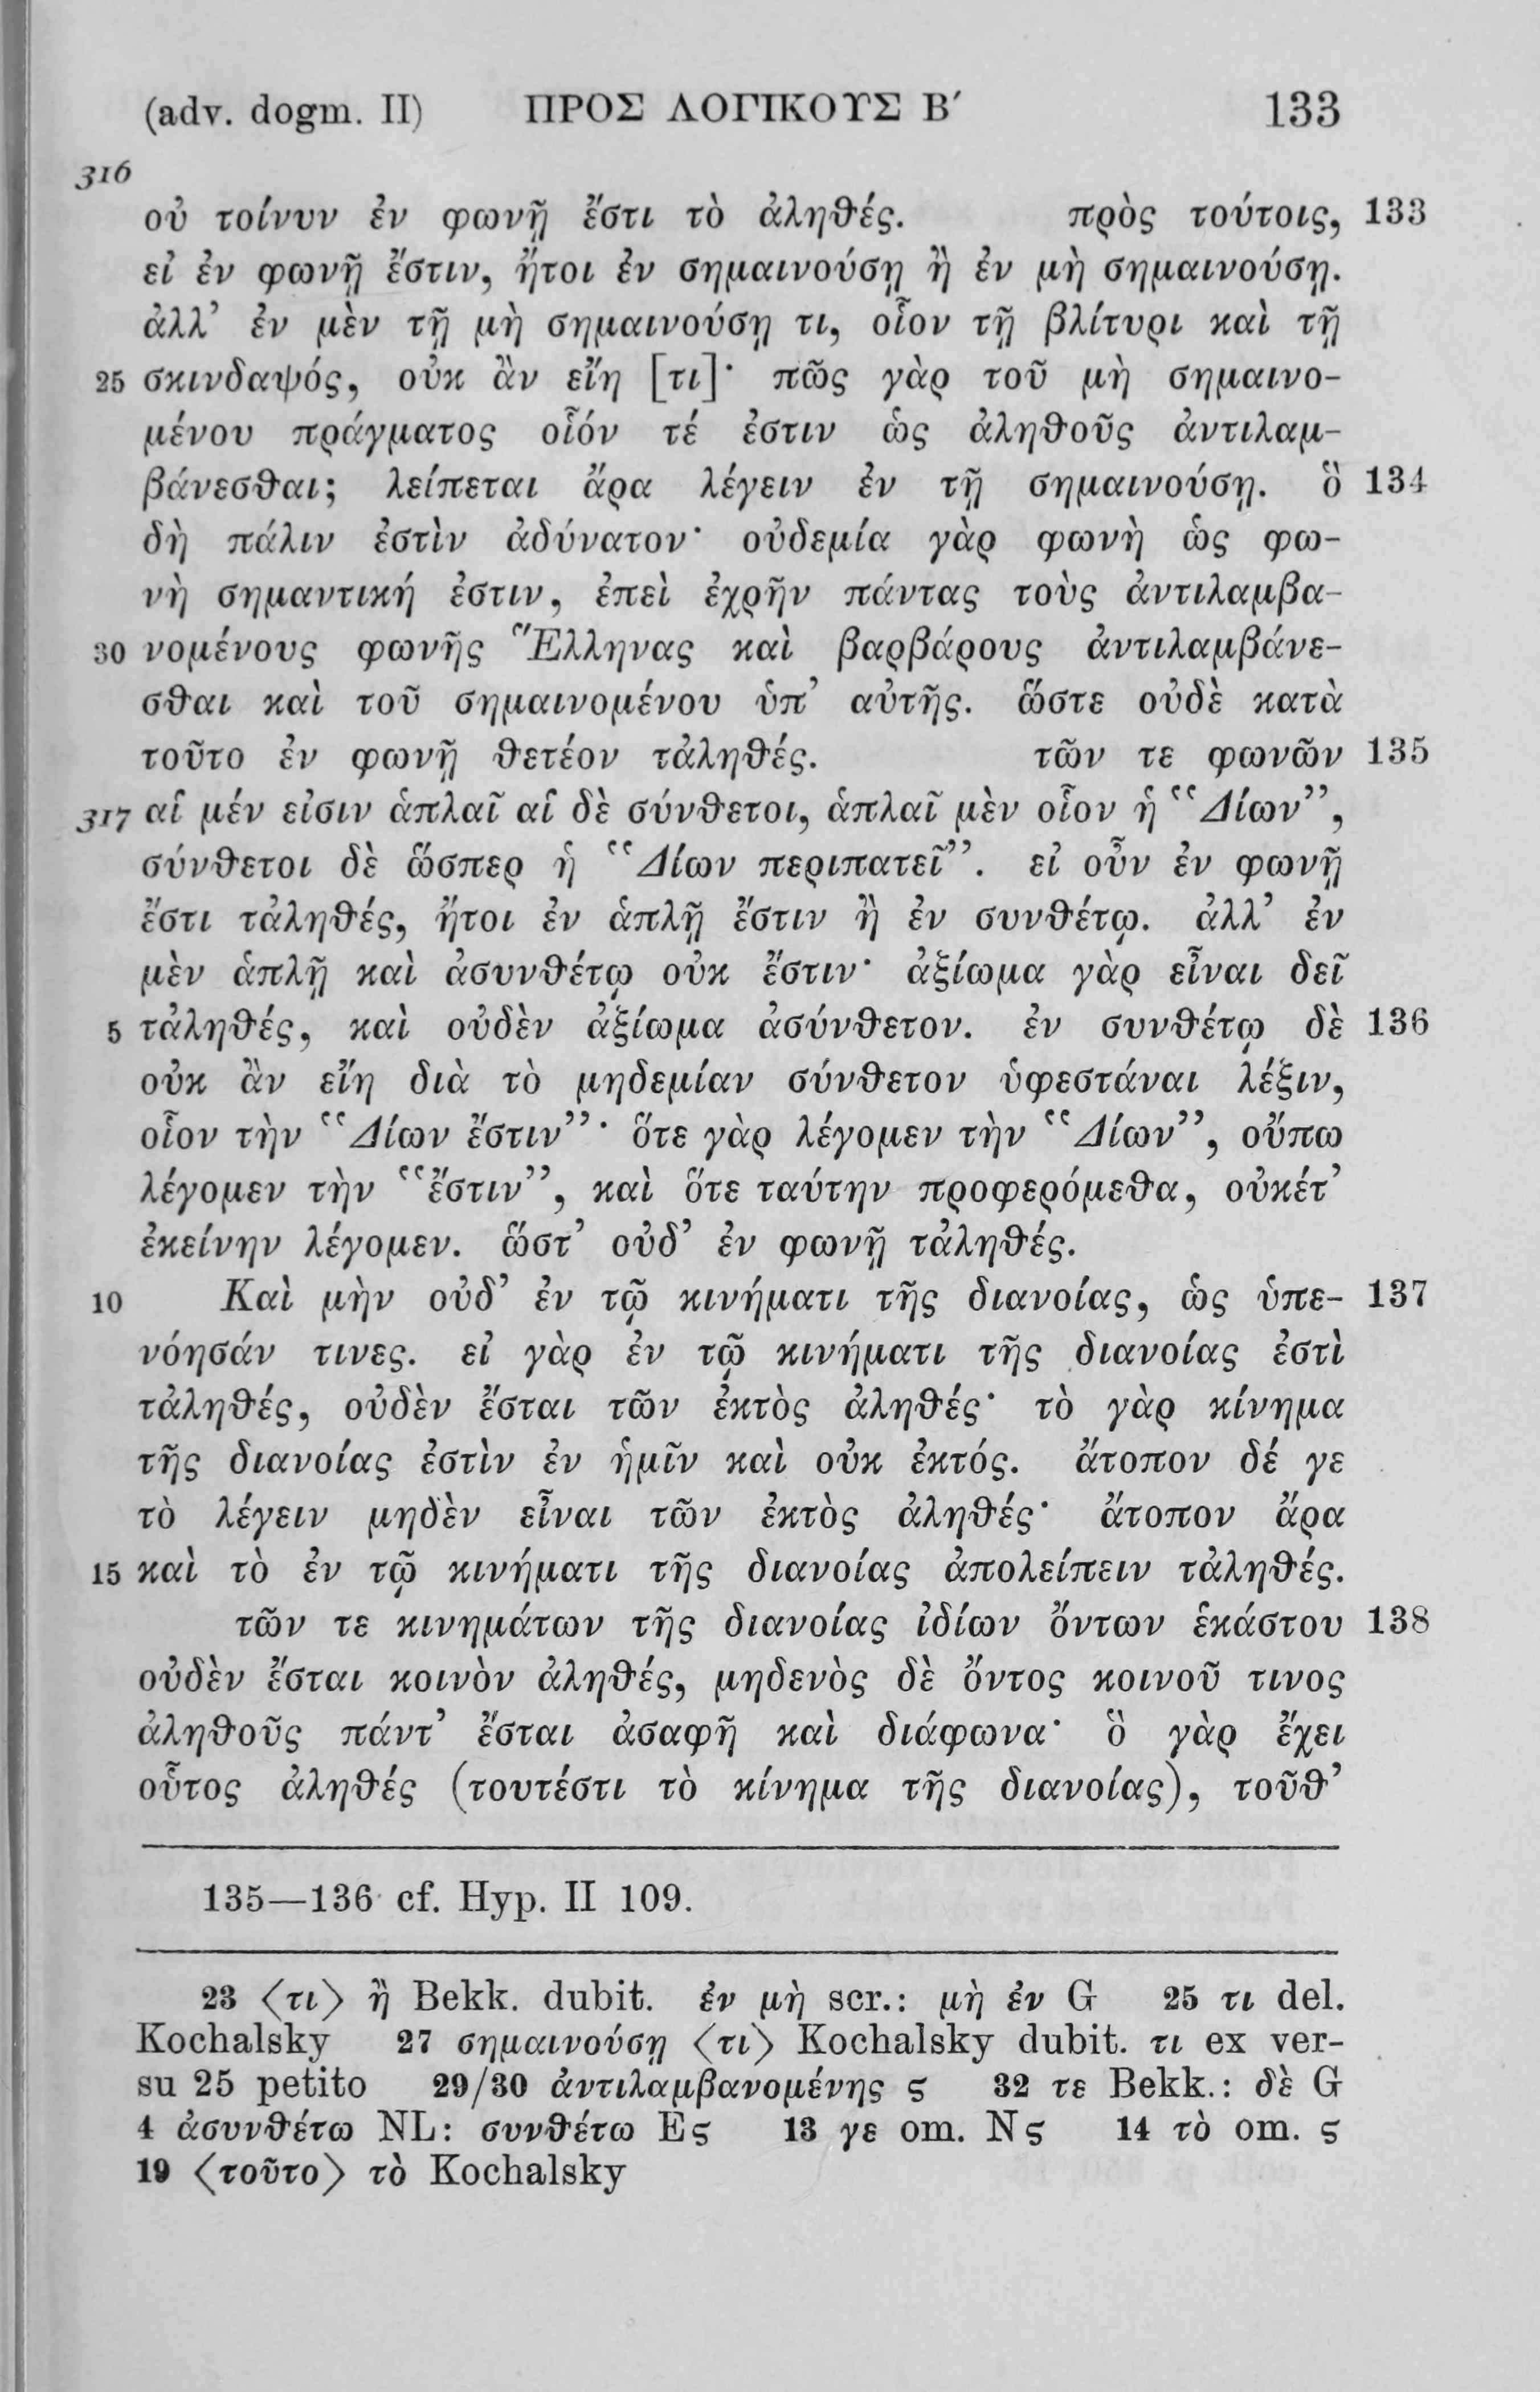 (adv. dogm. II) ΠΡΟΣ ΛΟΓΙΚΟΥΣ Β′ 133
316
οὐ τοίνυν ἐν φωνῇ ἔστι τὸ ἀληθές. πρὸς τούτοις, 133
εἰ ἐν φωνῇ ἔστιν, ἤτοι ἐν σημαινούσῃ ἢ ἐν μὴ σημαινούσῃ.
ἀλλ’ ἐν μὲν τῇ μὴ σημαινούσῃ τι, οἷον τῇ βλίτυρι καὶ τῇ
25 σκινδαψός, οὐκ ἂν εἴη [τι]· πῶς γὰρ τοῦ μὴ σημαινο-
μένου πράγματος οἷόν τέ ἐστιν ὡς ἀληθοῦς ἀντιλαμ-
βάνεσθαι; λείπεται ἄρα λέγειν ἐν τῇ σημαινούσῃ. ὃ 134
δὴ πάλιν ἐστὶν ἀδύνατον· οὐδεμία γὰρ φωνὴ ὡς φω-
νὴ σημαντική ἐστιν, ἐπεὶ ἐχρῆν πάντας τοὺς ἀντιλαμβα-
30 νομένους φωνῆς Ἕλληνας καὶ βαρβάρους ἀντιλαμβάνε-
σθαι καὶ τοῦ σημαινομένου ὑπ’ αὐτῆς. ὥστε οὐδὲ κατὰ
τοῦτο ἐν φωνῇ θετέον τἀληθές. τῶν τε φωνῶν 135
317 αἱ μέν εἰσιν ἁπλαῖ αἱ δὲ σύνθετοι, ἁπλαῖ μὲν οἷον ἡ “Δίων”,
σύνθετοι δὲ ὥσπερ ἡ “Δίων περιπατεῖ”. εἰ οὖν ἐν φωνῇ
ἔστι τἀληθές, ἤτοι ἐν ἁπλῇ ἔστιν ἢ ἐν συνθέτῳ. ἀλλ’ ἐν
μὲν ἁπλῇ καὶ ἀσυνθέτῳ οὐκ ἔστιν· ἀξίωμα γὰρ εἶναι δεῖ
5 τἀληθές, καὶ οὐδὲν ἀξίωμα ἀσύνθετον. ἐν συνθέτῳ δὲ 136
οὐκ ἂν εἴη διὰ τὸ μηδεμίαν σύνθετον ὑφεστάναι λέξιν,
οἷον τὴν “Δίων ἔστιν”· ὅτε γὰρ λέγομεν τὴν “Δίων”, οὔπω
λέγομεν τὴν “ἔστιν”, καὶ ὅτε ταύτην προφερόμεθα, οὐκέτ’
ἐκείνην λέγομεν. ὥστ’ οὐδ’ ἐν φωνῇ τἀληθές.
10 Καὶ μὴν οὐδ’ ἐν τῷ κινήματι τῆς διανοίας, ὡς ὑπε- 137
νόησάν τινες. εἰ γὰρ ἐν τῷ κινήματι τῆς διανοίας ἐστὶ
τἀληθές, οὐδὲν ἔσται τῶν ἐκτὸς ἀληθές· τὸ γὰρ κίνημα
τῆς διανοίας ἐστὶν ἐν ἡμῖν καὶ οὐκ ἐκτός. ἄτοπον δέ γε
τὸ λέγειν μηδὲν εἶναι τῶν ἐκτὸς ἀληθές· ἄτοπον ἄρα
15 καὶ τὸ ἐν τῷ κινήματι τῆς διανοίας ἀπολείπειν τἀληθές.
τῶν τε κινημάτων τῆς διανοίας ἰδίων ὄντων ἑκάστου 138
οὐδὲν ἔσται κοινὸν ἀληθές, μηδενὸς δὲ ὄντος κοινοῦ τινος
ἀληθοῦς πάντ’ ἔσται ἀσαφῆ καὶ διάφωνα· ὃ γὰρ ἔχει
οὗτος ἀληθές (τουτέστι τὸ κίνημα τῆς διανοίας), τοῦθ’
135—136 cf. Hyp. II 109.
23 ⟨τι⟩ ἢ Bekk. dubit. ἐν μὴ scr.: μὴ ἐν G 25 τι del.
Kochalsky 27 σημαινούσῃ ⟨τι⟩ Kochalsky dubit. τι ex ver-
su 25 petito 29/30 ἀντιλαμβανομένης ς 32 τε Bekk.: δὲ G
4 ἀσυνθέτω NL: συνθέτω Eς 13 γε om. Nς 14 τὸ om. ς
19 ⟨τοῦτο⟩ τὸ Kochalsky